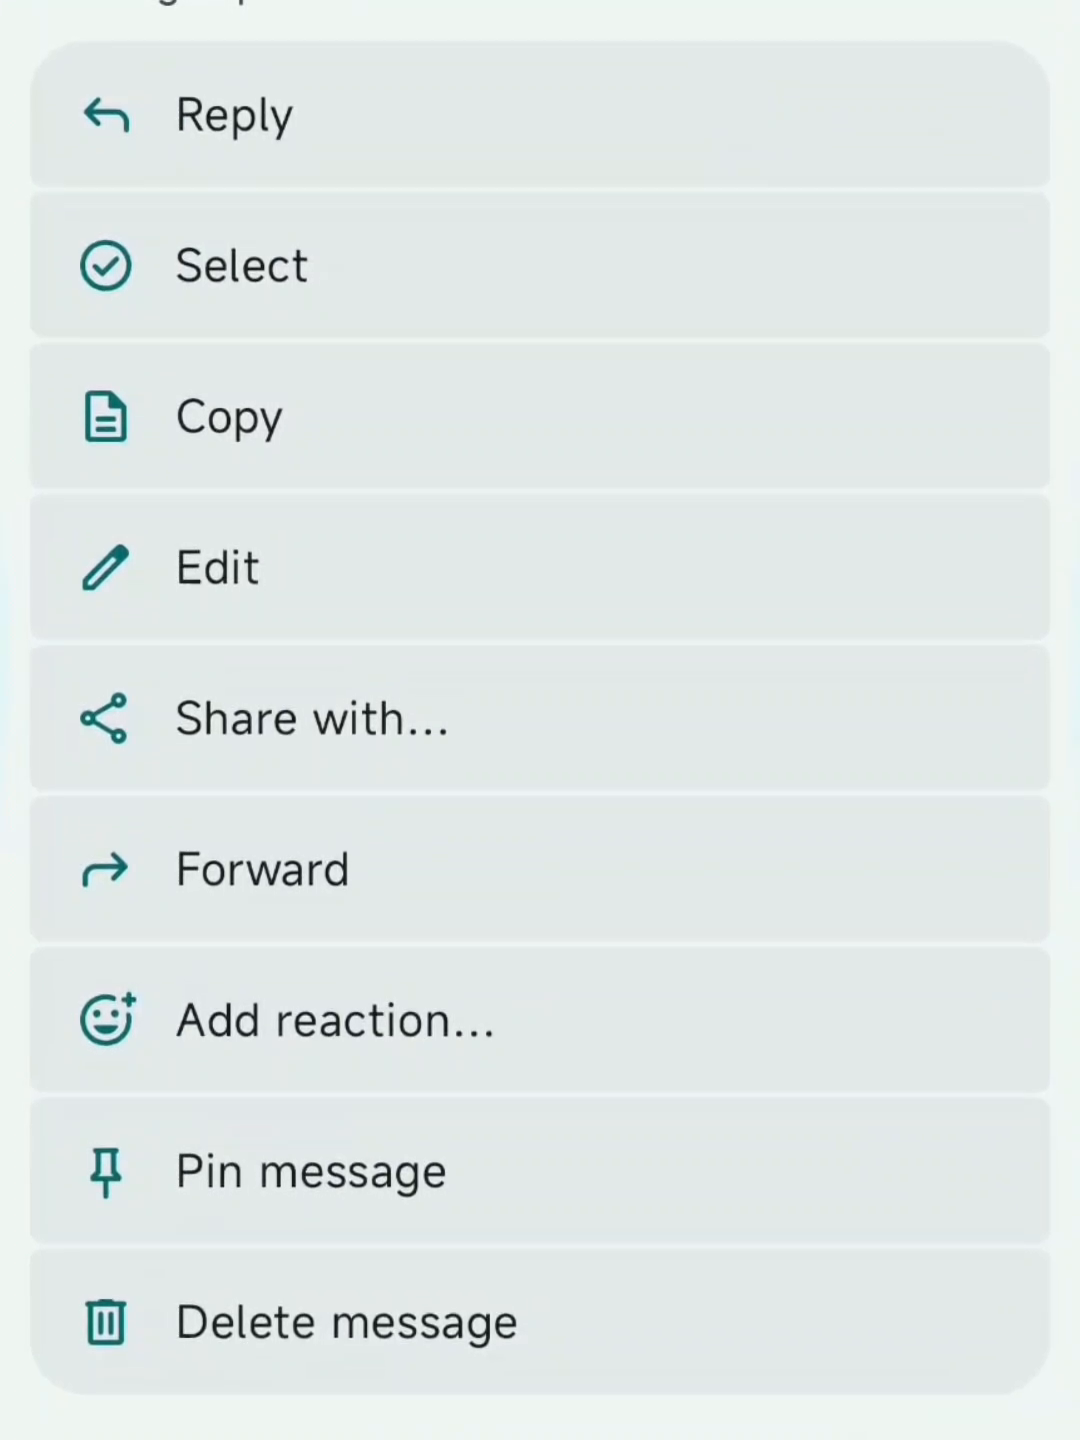 Reply
Select
Copy
Edit
Share with...
Forward
Add reaction...
Pin message
Delete message